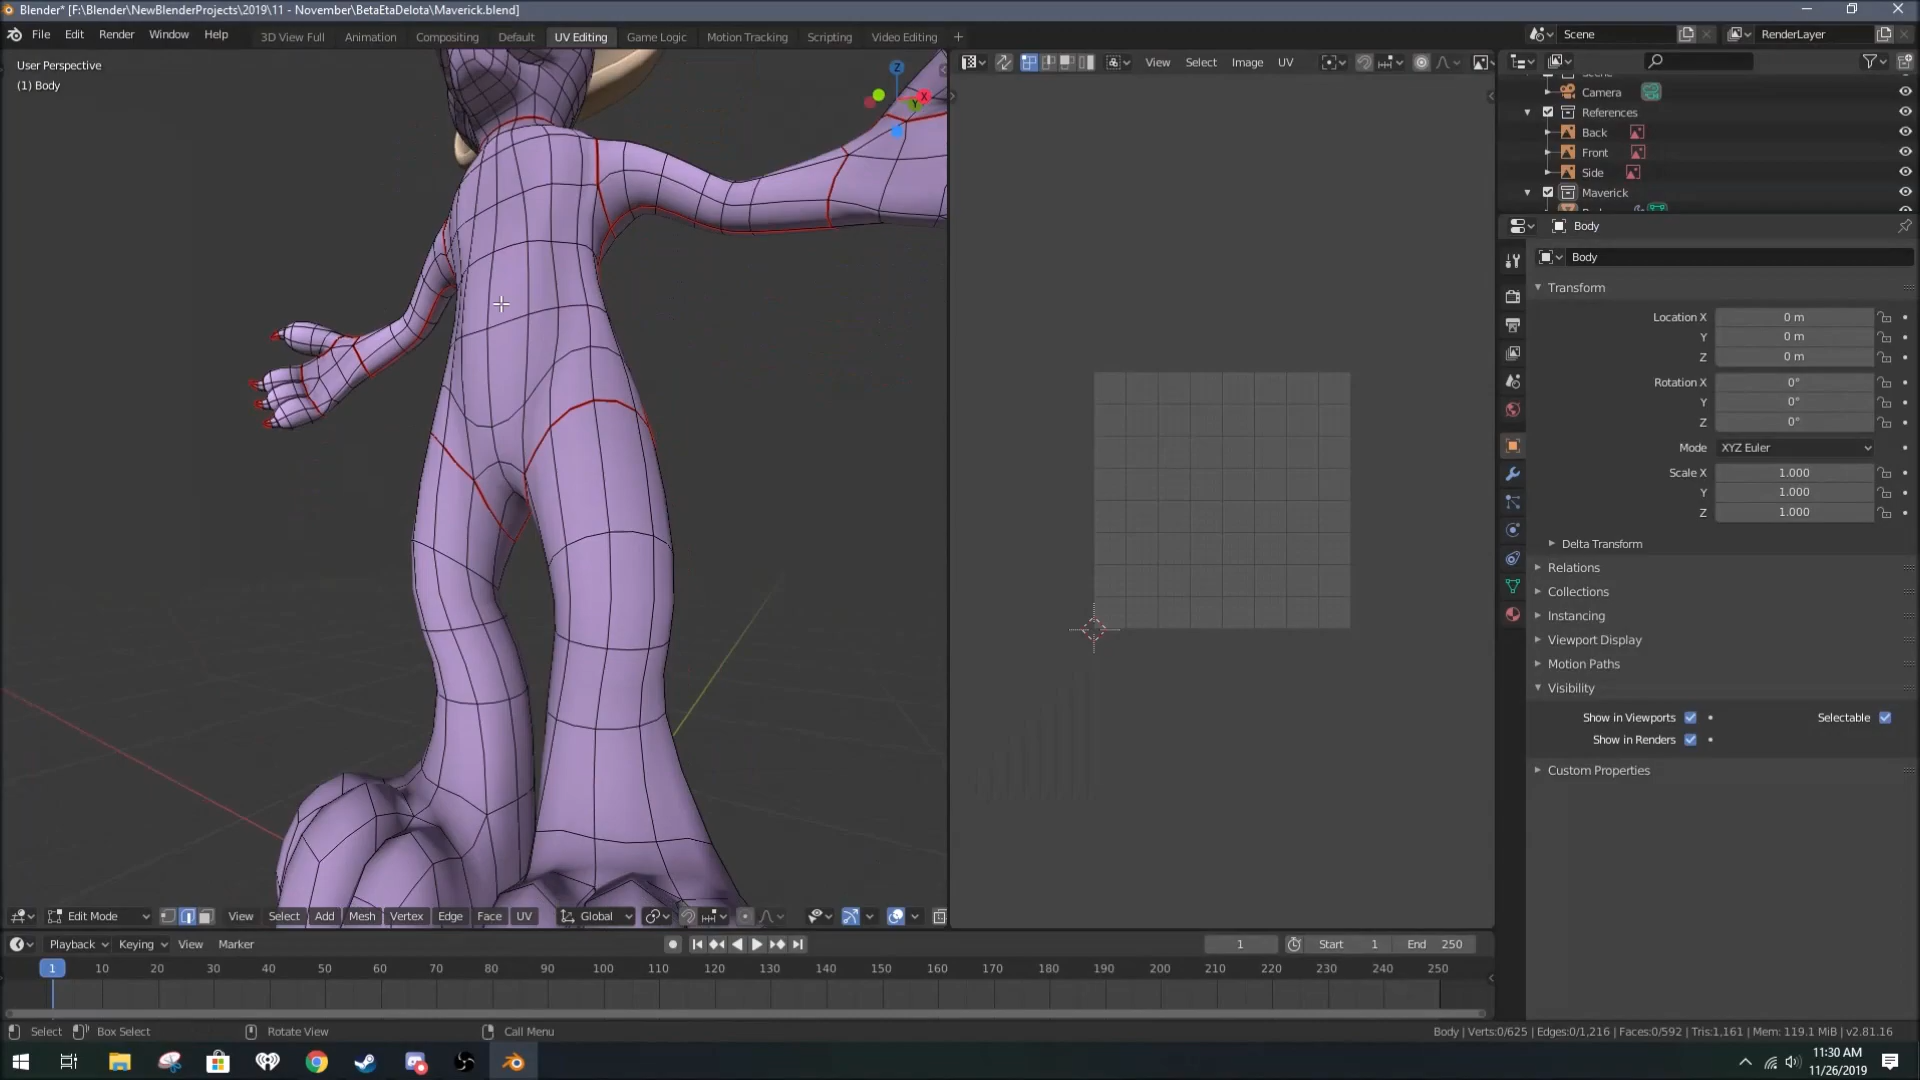 Blender* [F:\Blender\NewBlenderProjects\2019\11 - November\BetaEtaDelota\Maverick.blend]
File Edit Render Window Help 3D View Full Animation Compositing Default UV Editing Game Logic Motion Tracking Scripting Video Editing + Scene RenderLayer
User Perspective
(1) Body
Z
X
Y
View Select Image UV
Camera
References
Back
Front
Side
Maverick
Body
Body
Transform
Location X 0 m
Y 0 m
Z 0 m
Rotation X 0°
Y 0°
Z 0°
Mode XYZ Euler
Scale X 1.000
Y 1.000
Z 1.000
Delta Transform
Relations
Collections
Instancing
Viewport Display
Motion Paths
Visibility
Show in Viewports Selectable
Show in Renders
Custom Properties
Edit Mode View Select Add Mesh Vertex Edge Face UV Global
Playback Keying View Marker 1 Start 1 End 250
1 10 20 30 40 50 60 70 80 90 100 110 120 130 140 150 160 170 180 190 200 210 220 230 240 250
Select Box Select Rotate View Call Menu Body | Verts:0/625 | Edges:0/1,216 | Faces:0/592 | Tris:1,161 | Mem: 119.1 MiB | v2.81.16
11:30 AM
11/26/2019